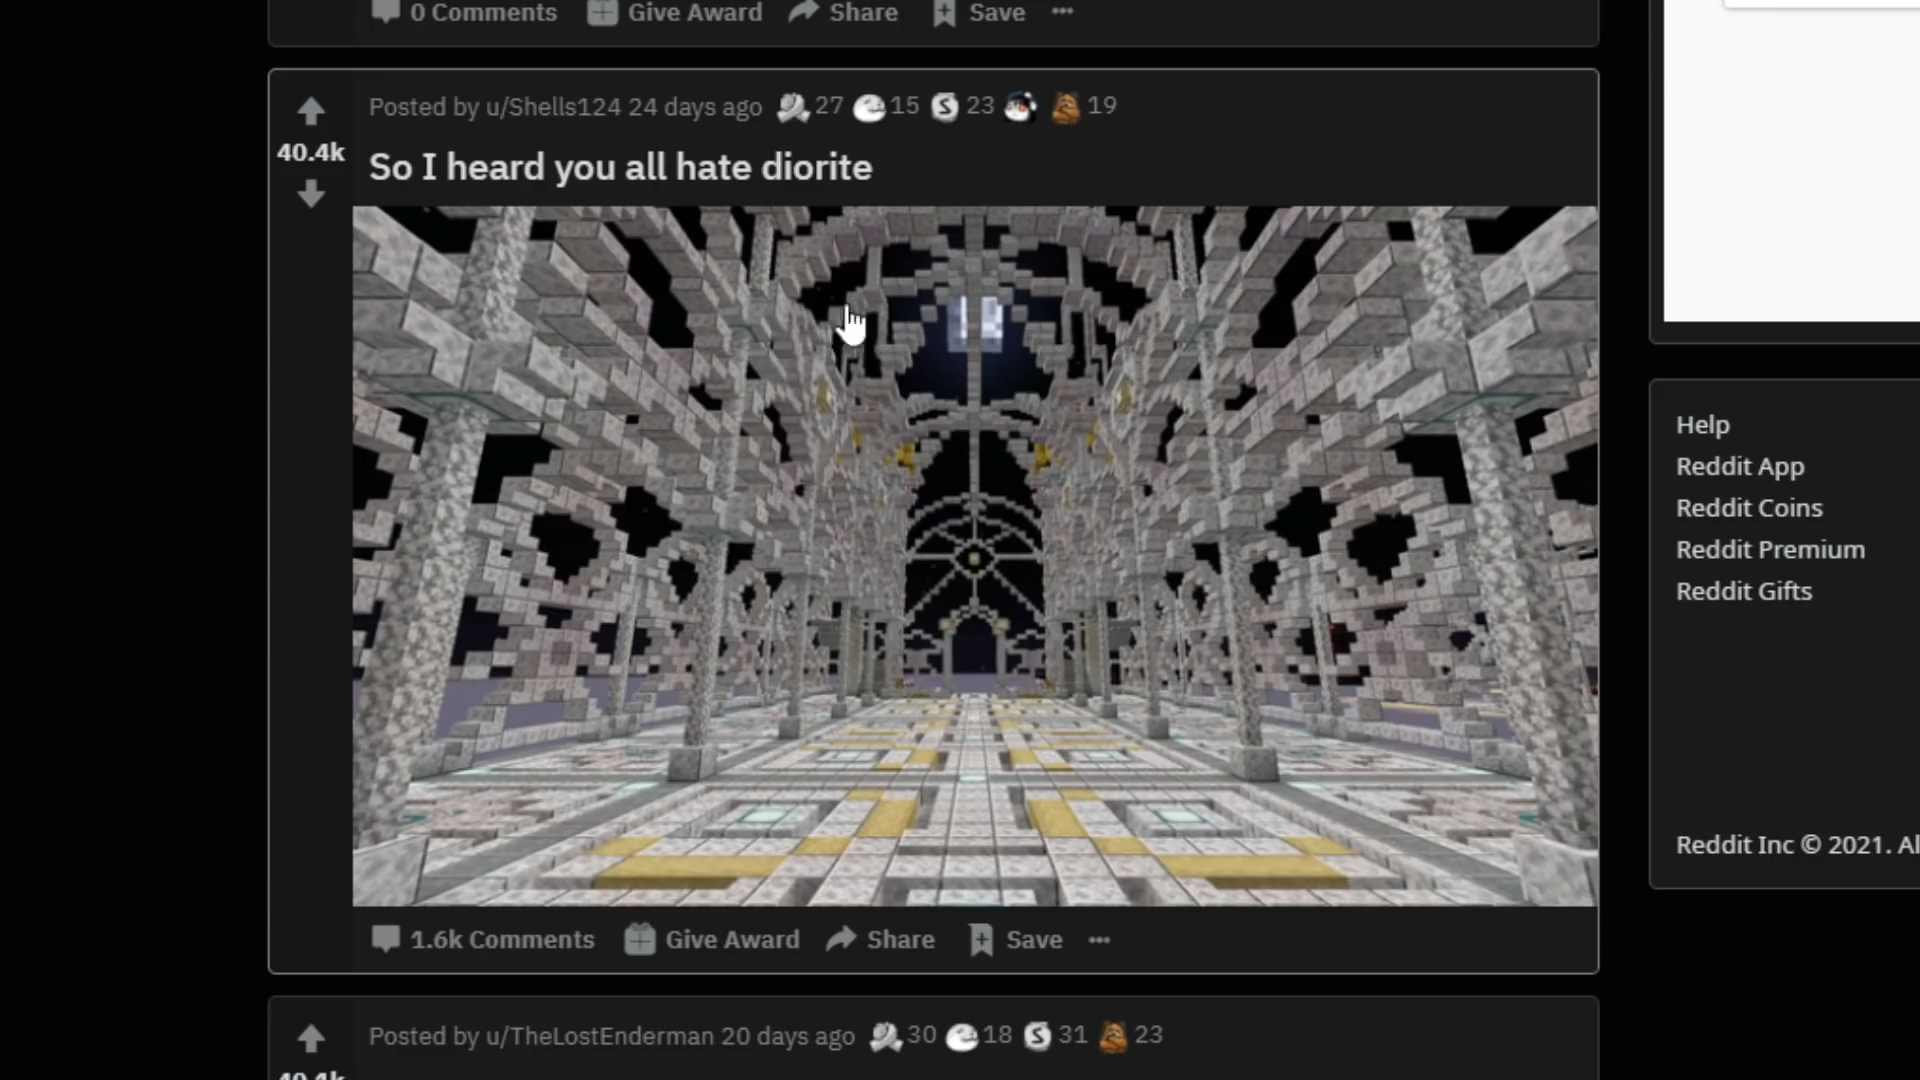 0 Comments Give Award Share Save
Posted by u/Shells124 24 days ago 27 15 S 23 19
40.4k
So I heard you all hate diorite
Help
Reddit App
Reddit Coins
Reddit Premium
Reddit Gifts
Reddit Inc © 2021. Al
1.6k Comments Give Award Share Save
Posted by u/TheLostEnderman 20 days ago 30 18 S 31 23